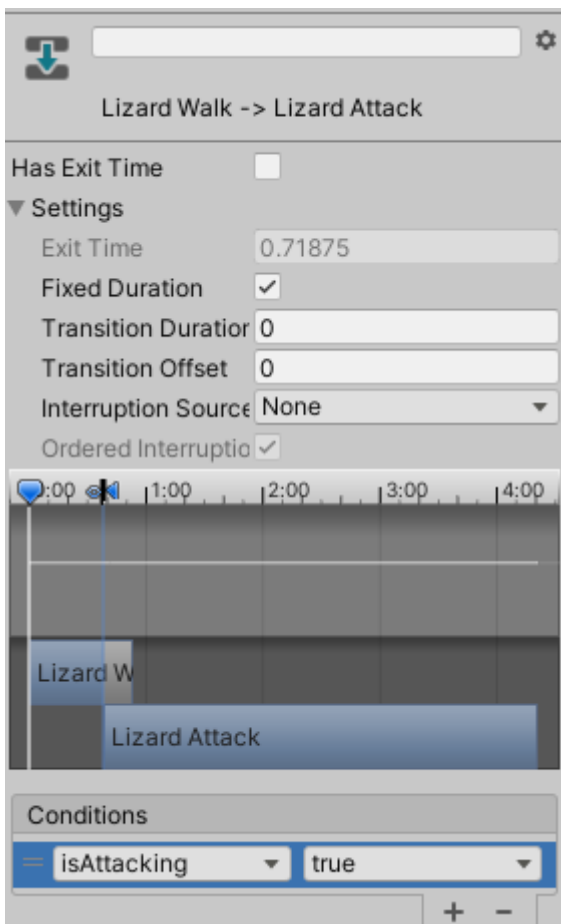 Lizard Walk -> Lizard Attack
Has Exit Time
Settings
Exit Time 0.71875
Fixed Duration
Transition Duratior 0
Transition Offset 0
Interruption Source None
Ordered Interruptio
0:00 1:00 2:00 3:00 4:00
Lizard W
Lizard Attack
Conditions
isAttacking true